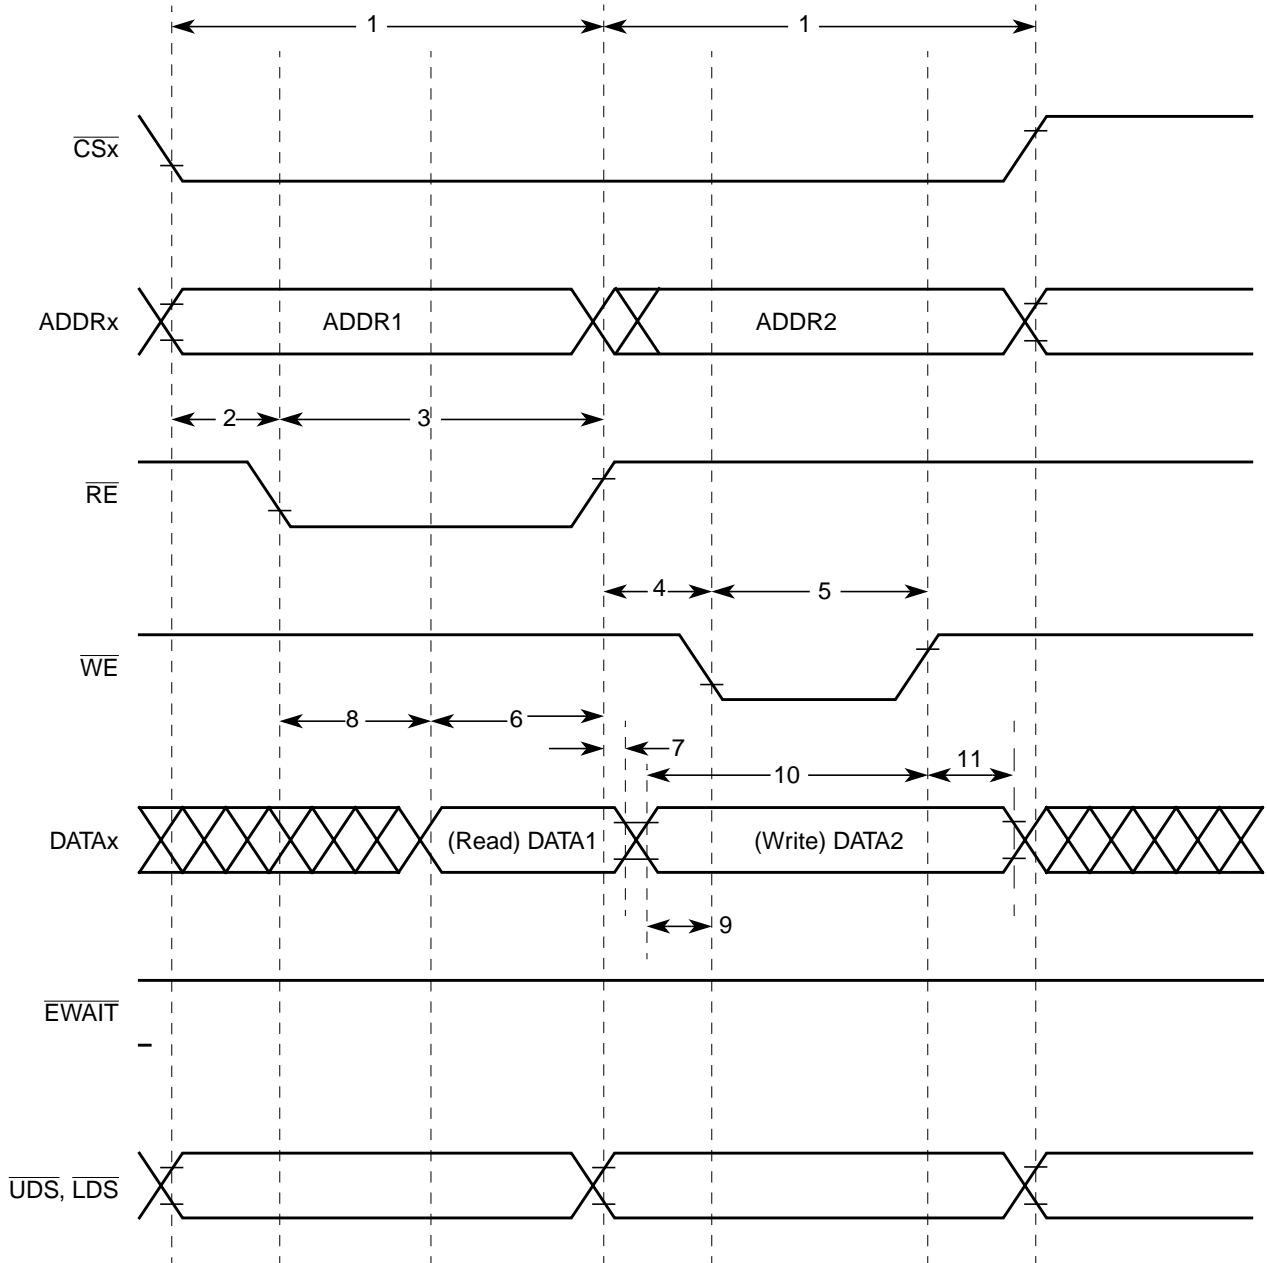 1 1
CSx
ADDRx ADDR1 ADDR2
2 3
RE
4 5
WE
8 6
7
10 11
DATAx (Read) DATA1 (Write) DATA2
9
EWAIT
UDS, LDS